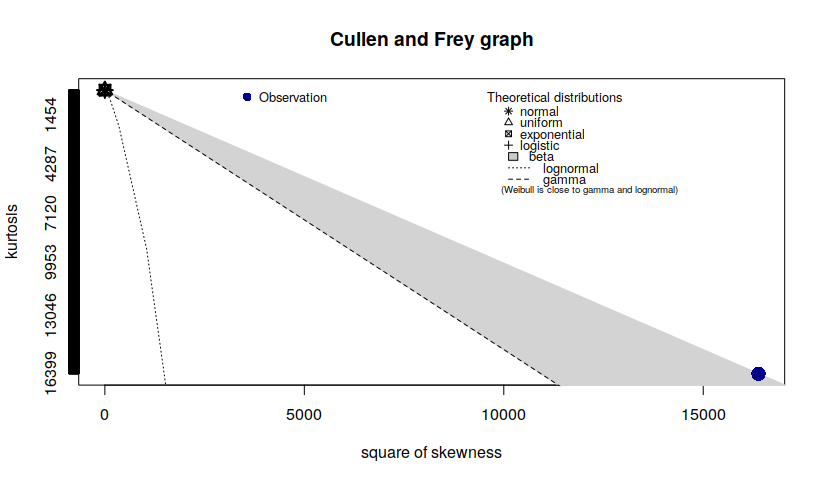 Cullen and Frey graph
Observation
Theoretical distributions
normal
uniform
exponential
logistic
beta
lognormal
gamma
(Weibull is close to gamma and lognormal)
kurtosis
1454
4287
7120
9953
13046
16399
0
5000
10000
15000
square of skewness